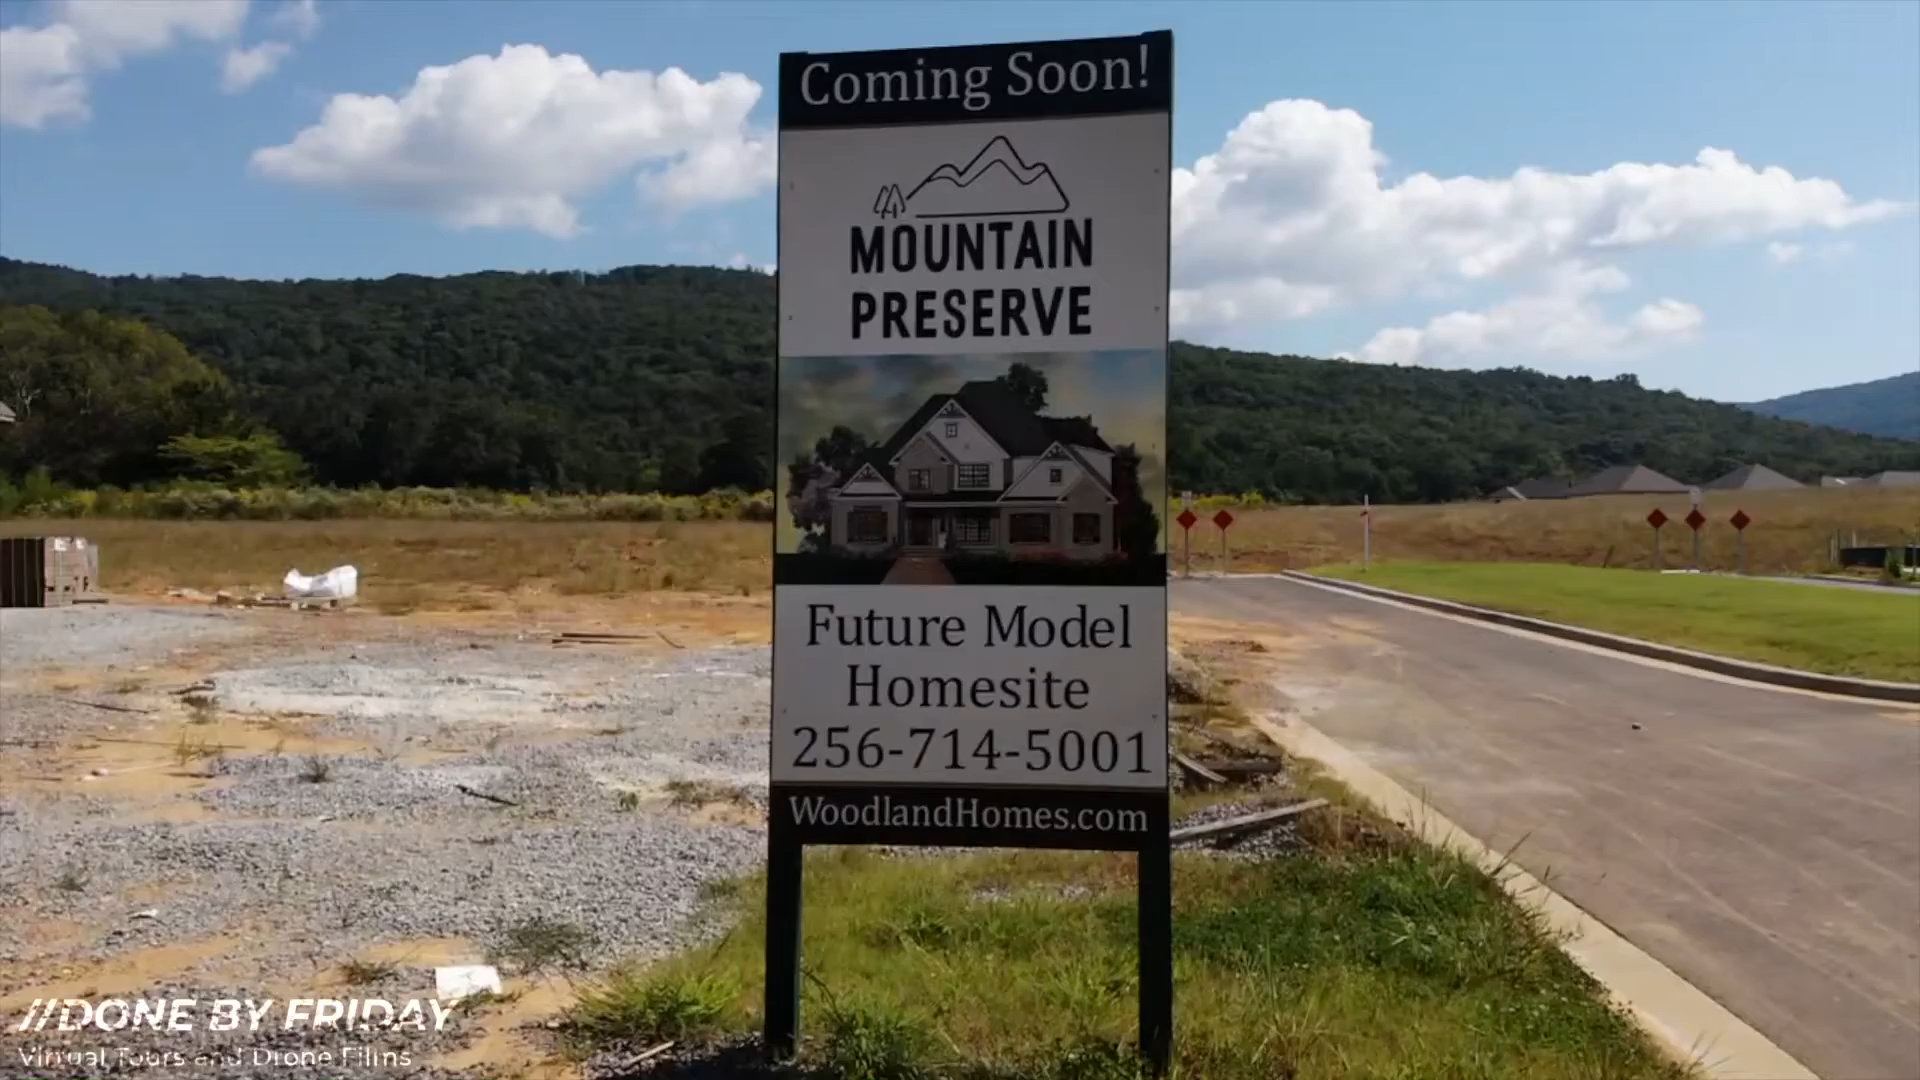 Coming Soon!
MOUNTAIN
PRESERVE
Future Model
Homesite
256-714-5001
WoodlandHomes.com
//DONE BY FRIDAY
Virtual Tours and Drone Films